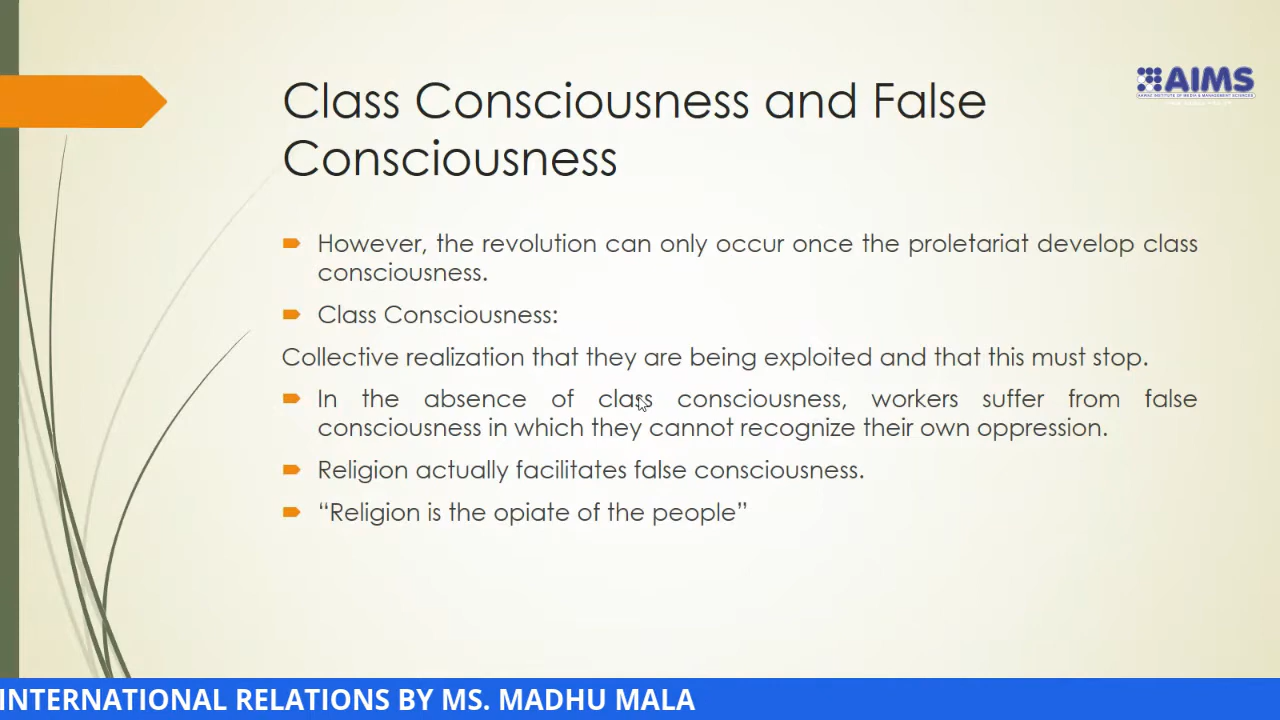 AIMS
Class Consciousness and False
Consciousness
However, the revolution can only occur once the proletariat develop class
consciousness.
Class Consciousness:
Collective realization that they are being exploited and that this must stop.
In the absence of class consciousness, workers suffer from false
consciousness in which they cannot recognize their own oppression.
Religion actually facilitates false consciousness.
“Religion is the opiate of the people”
INTERNATIONAL RELATIONS BY MS. MADHU MALA